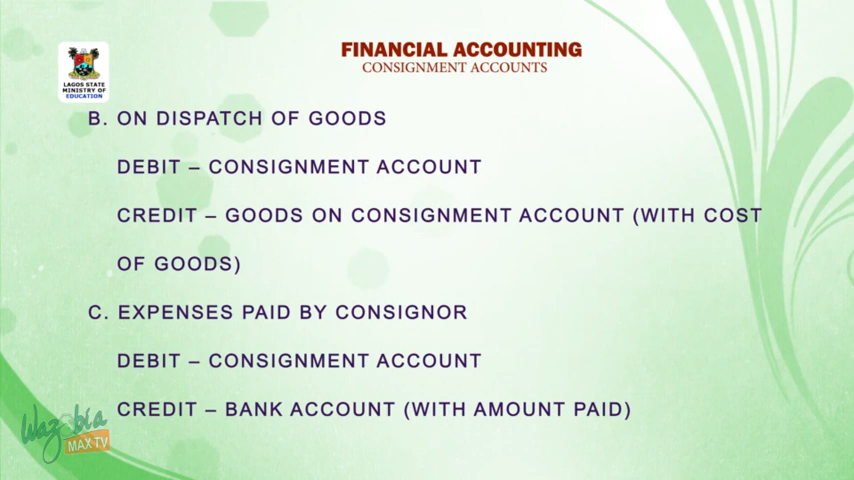 FINANCIAL ACCOUNTING
CONSIGNMENT ACCOUNTS
LAGOS STATE
MINISTRY OF
EDUCATION
B. ON DISPATCH OF GOODS
DEBIT – CONSIGNMENT ACCOUNT
CREDIT – GOODS ON CONSIGNMENT ACCOUNT (WITH COST
OF GOODS)
C. EXPENSES PAID BY CONSIGNOR
DEBIT – CONSIGNMENT ACCOUNT
CREDIT – BANK ACCOUNT (WITH AMOUNT PAID)
Wazobia
MAX TV